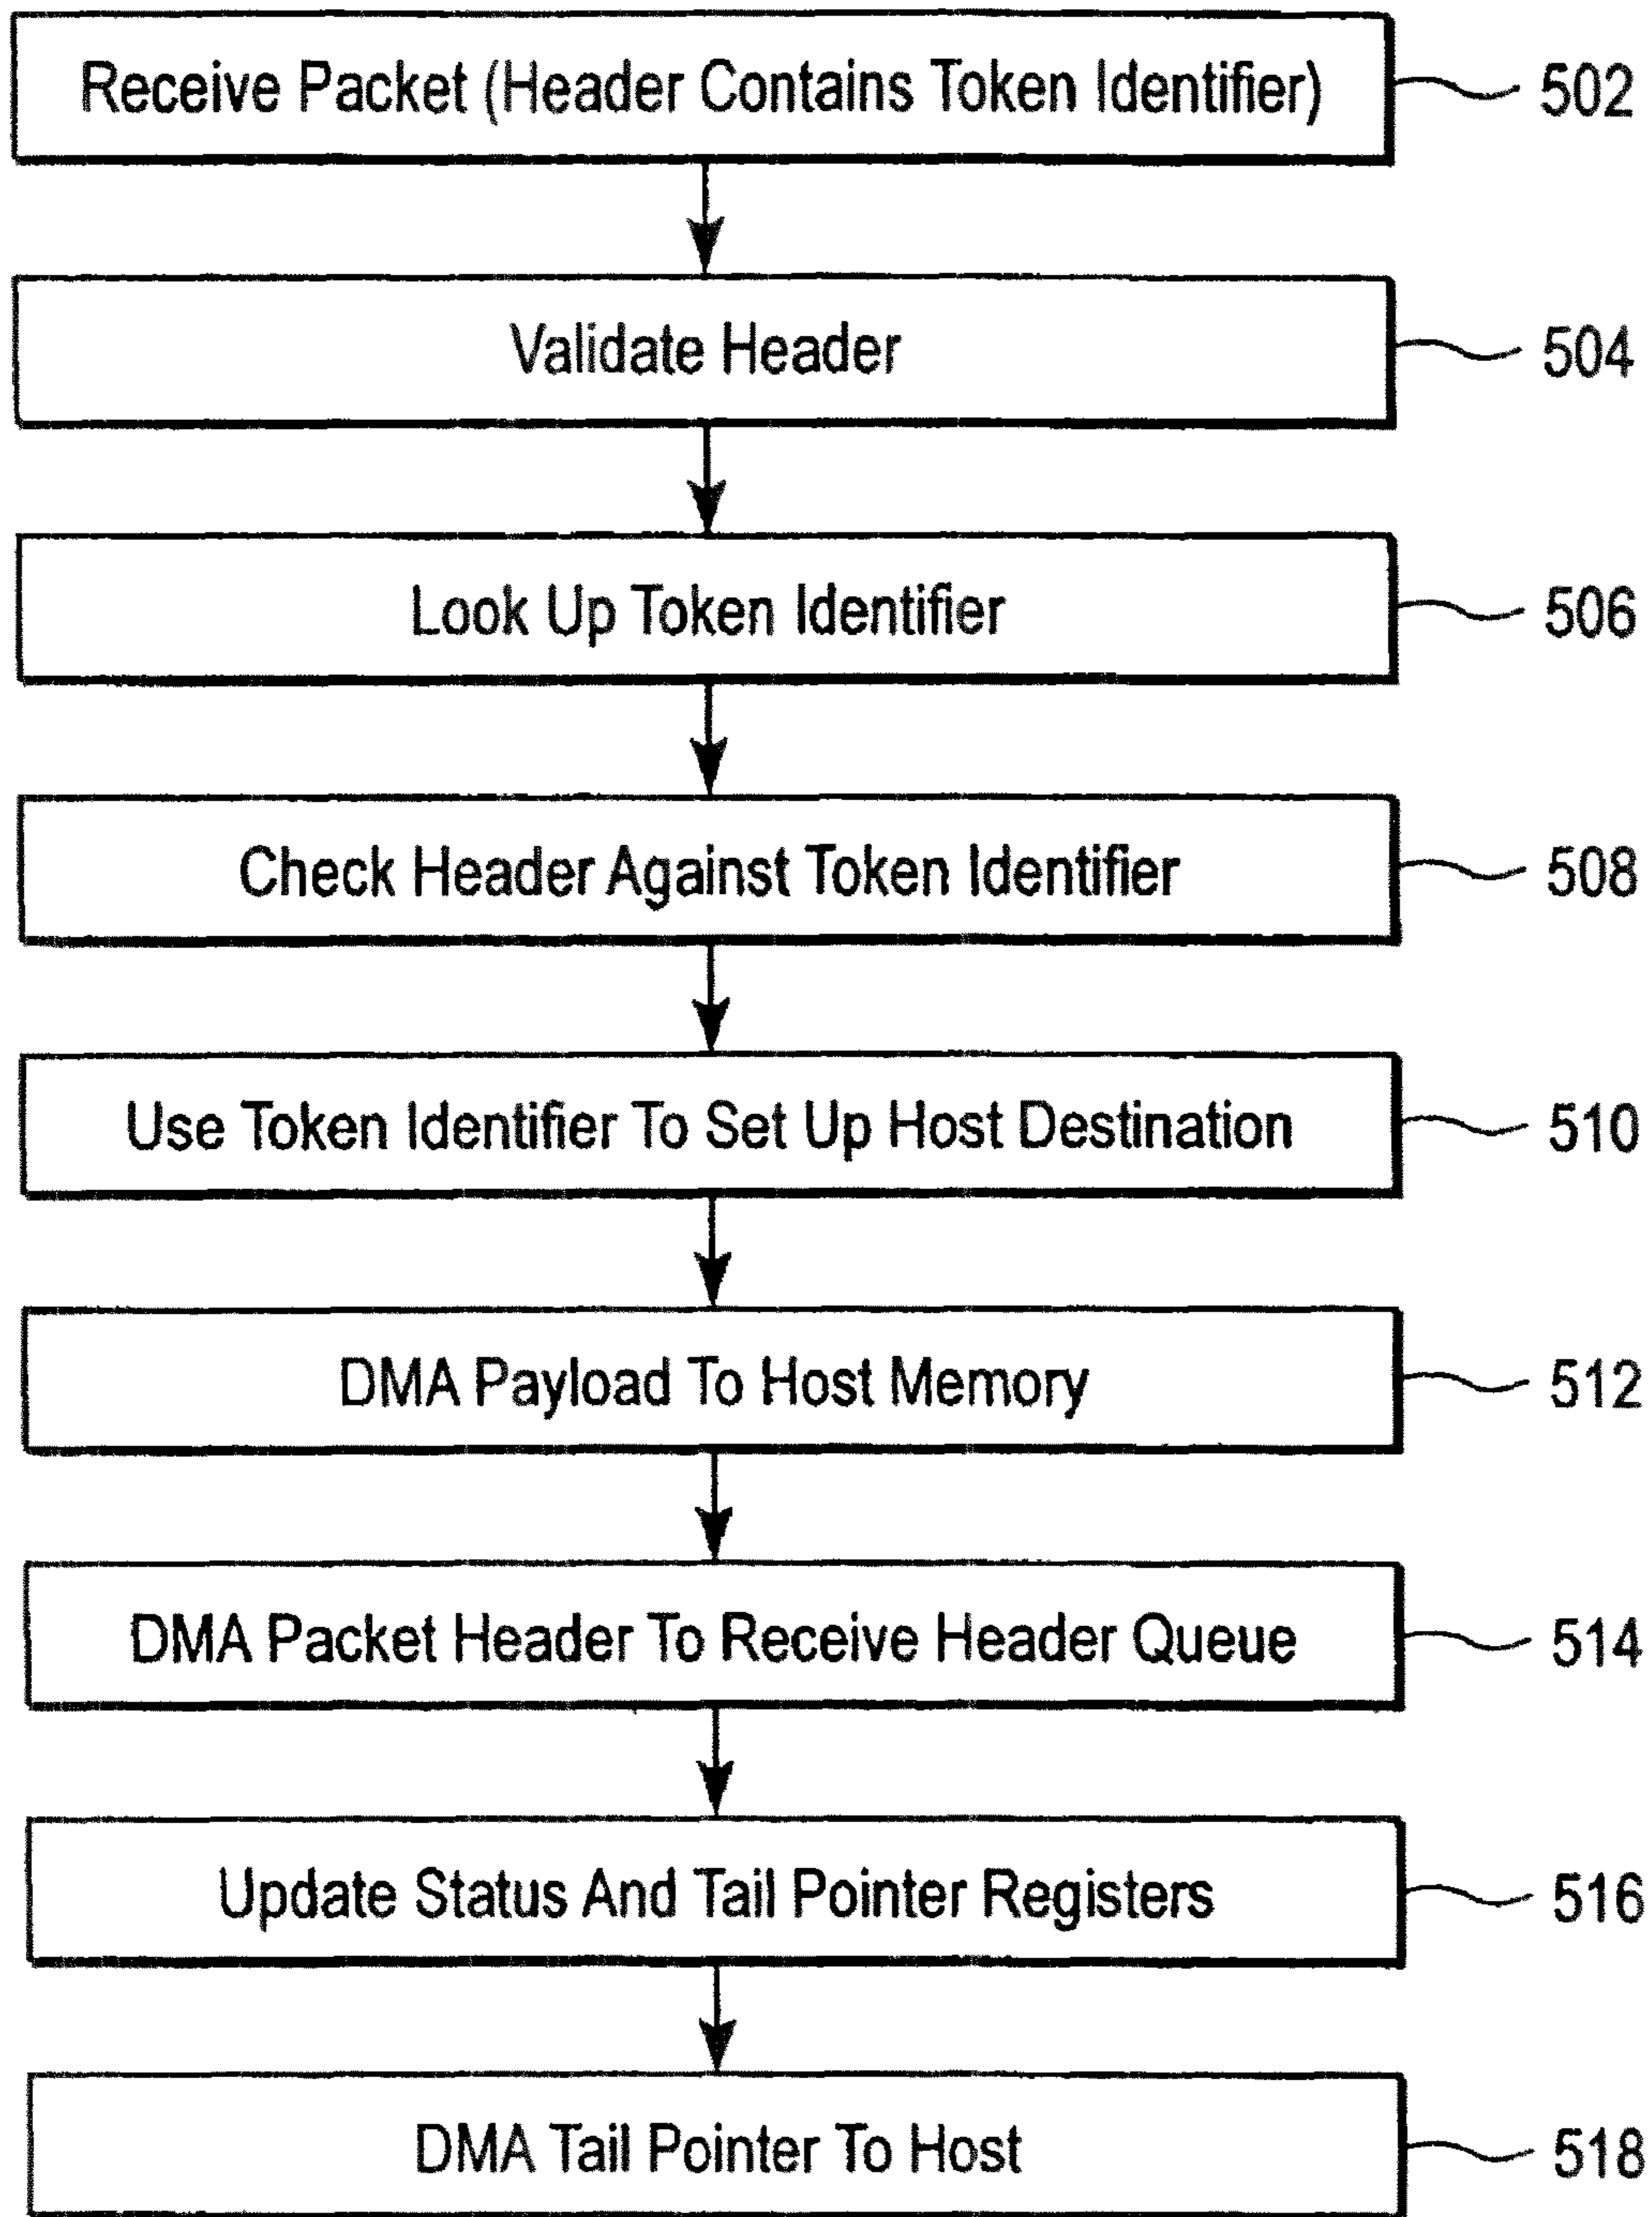 Receive Packet (Header Contains Token Identifier) 502
Validate Header 504
Look Up Token Identifier 506
Check Header Against Token Identifier 508
Use Token Identifier To Set Up Host Destination 510
DMA Payload To Host Memory 512
DMA Packet Header To Receive Header Queue 514
Update Status And Tail Pointer Registers 516
DMA Tail Pointer To Host 518